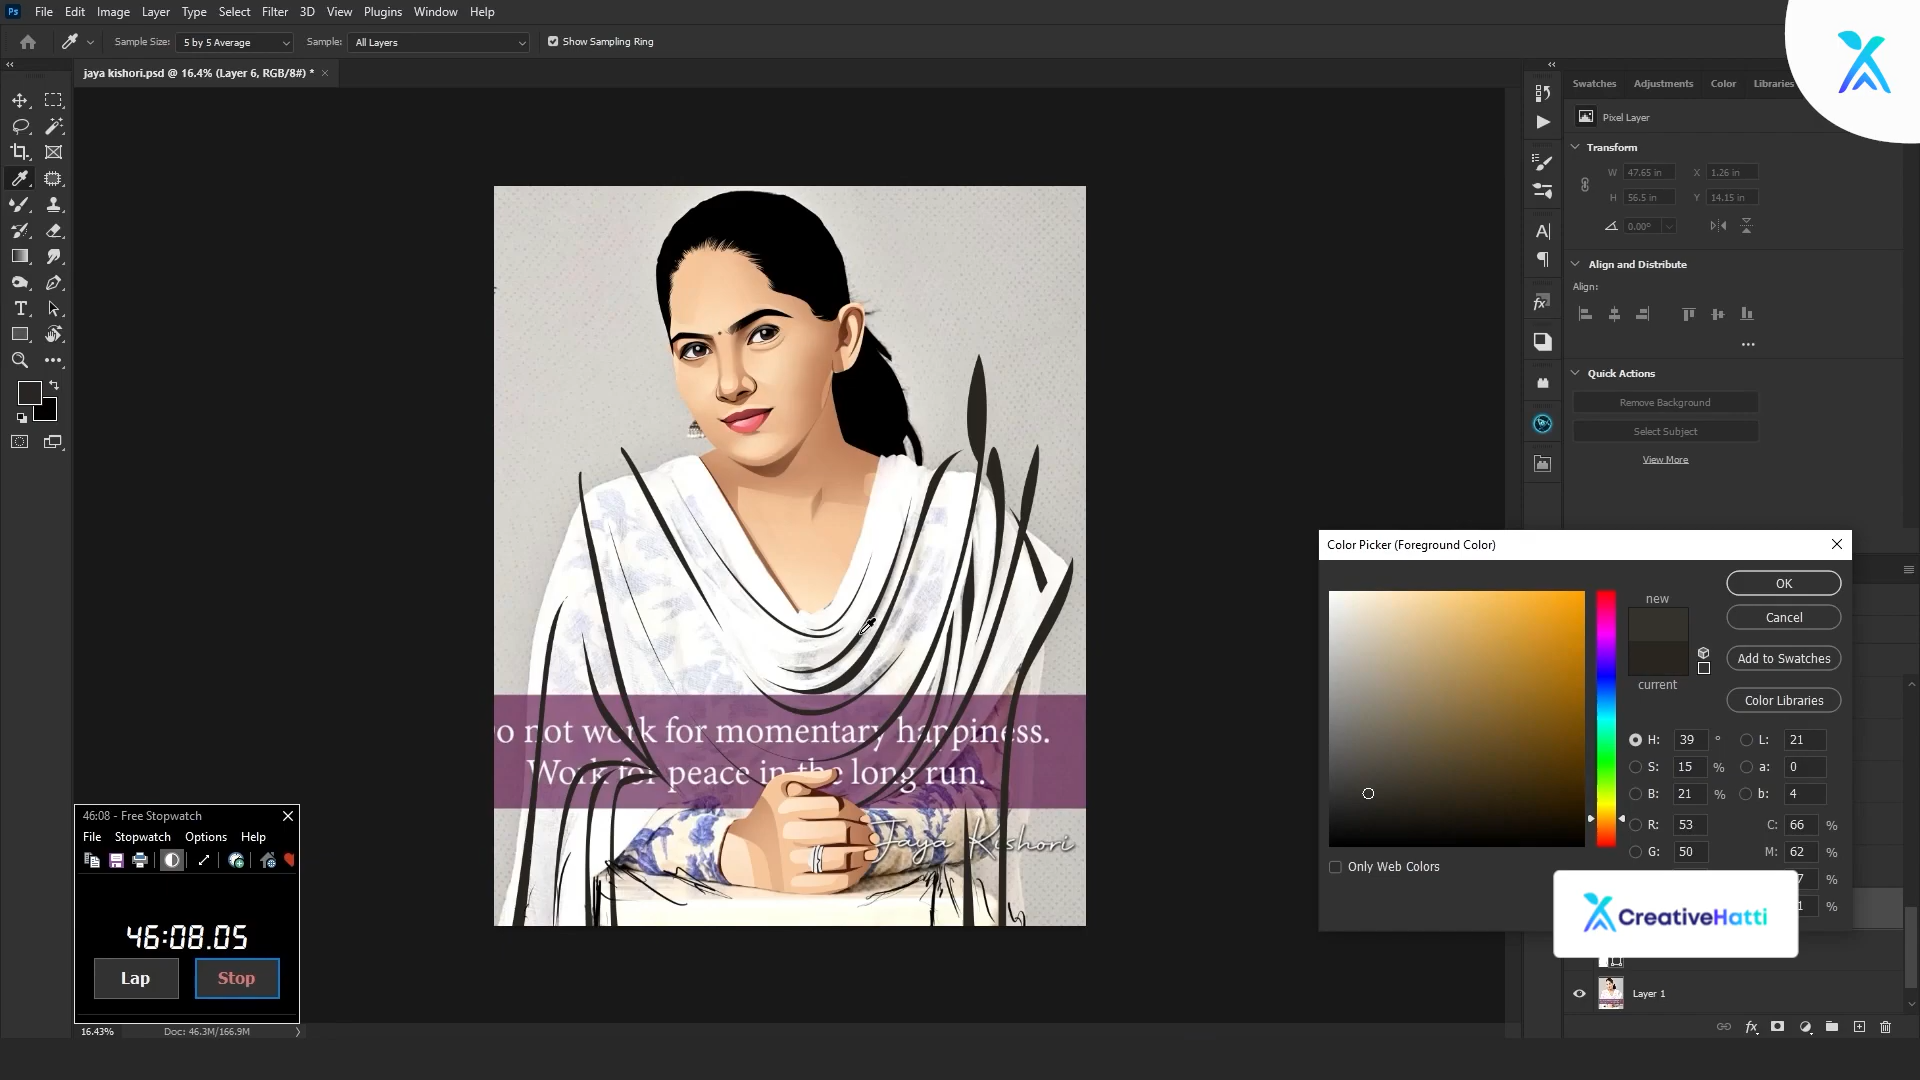 Ps File Edit Image Layer Type Select Filter 3D View Plugins Window Help
Sample Size: 5 by 5 Average Sample: All Layers Show Sampling Ring
jaya kishori.psd @ 16.4% (Layer 6, RGB/8#) *
Swatches Adjustments Color Libraries
Pixel Layer
Transform
W 47.65 in X 1.26 in
H 56.5 in Y 14.15 in
0.00°
Align and Distribute
Align:
Quick Actions
Remove Background
Select Subject
View More
o not work for momentary happiness.
Work for peace in the long run.
Jaya Kishori
Color Picker (Foreground Color)
new
current
OK
Cancel
Add to Swatches
Color Libraries
H: 39 ° L: 21
S: 15 % a: 0
B: 21 % b: 4
R: 53 C: 66 %
G: 50 M: 62 %
7 %
1 %
Only Web Colors
CreativeHatti
Layer 1
46:08 - Free Stopwatch
File Stopwatch Options Help
46:08.05
Lap Stop
16.43% Doc: 46.3M/166.9M